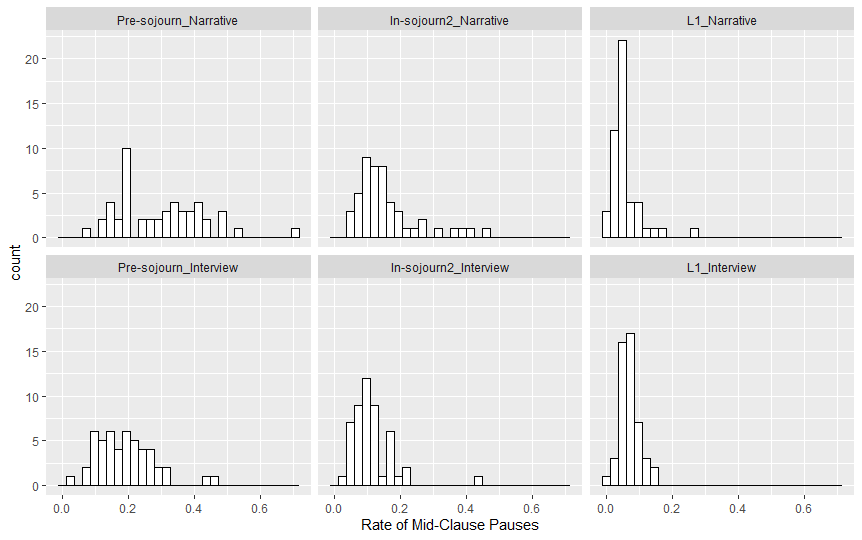 Pre-sojourn_Narrative In-sojourn2_Narrative L1_Narrative
20
15
10
5
0
count
Pre-sojourn_Interview In-sojourn2_Interview L1_Interview
20
15
10
5
0
0.0 0.2 0.4 0.6 0.0 0.2 0.4 0.6 0.0 0.2 0.4 0.6
Rate of Mid-Clause Pauses